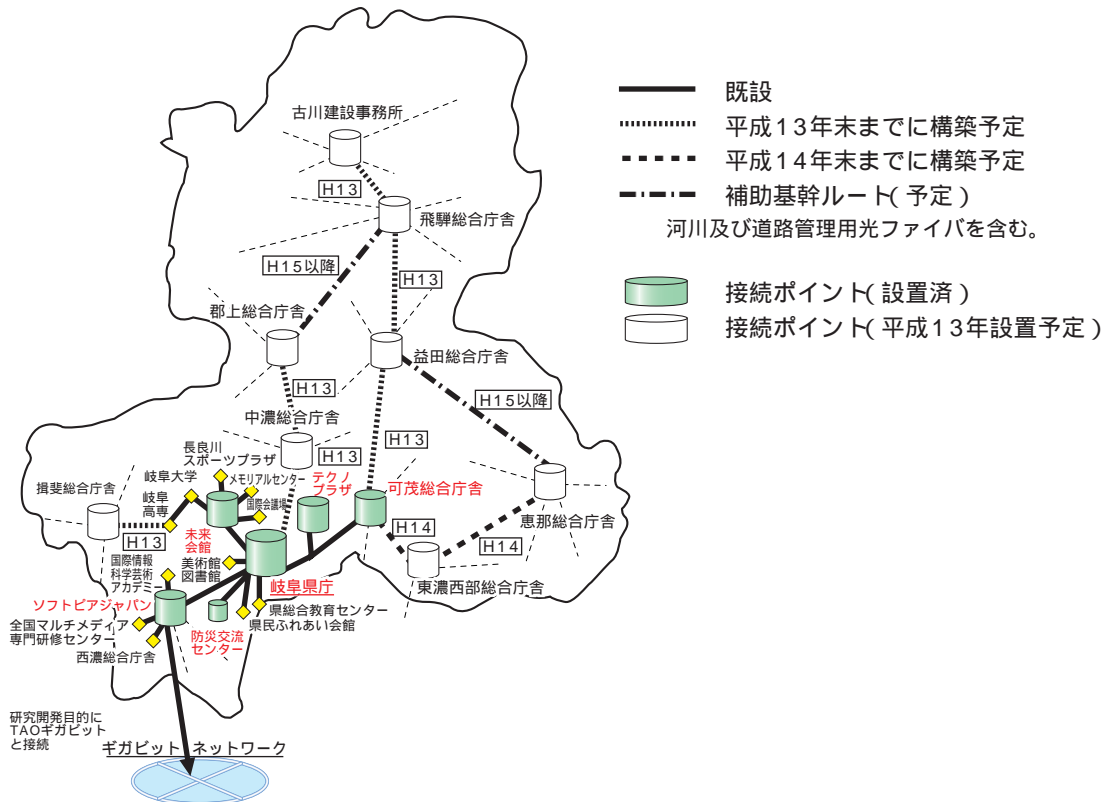 古川建設事務所
H13
飛騨総合庁舎
H15以降
H13
郡上総合庁舎
益田総合庁舎
H13
H15以降
中濃総合庁舎
H13
H13
長良川
スポーツプラザ
岐阜大学
メモリアルセンター
テクノ
プラザ
可茂総合庁舎
揖斐総合庁舎
岐阜
高専
国際会議場
恵那総合庁舎
H13
未来
会館
H14
H14
国際情報
科学芸術
アカデミー
美術館
図書館
岐阜県庁
東濃西部総合庁舎
ソフトピアジャパン
県総合教育センター
県民ふれあい会館
全国マルチメディア
専門研修センター
防災交流
センター
西濃総合庁舎
研究開発目的に
TAOギガビット
と接続
ギガビット ネットワーク
既設
平成13年末までに構築予定
平成14年末までに構築予定
補助基幹ルート(予定)
河川及び道路管理用光ファイバを含む。
接続ポイント(設置済)
接続ポイント(平成13年設置予定)